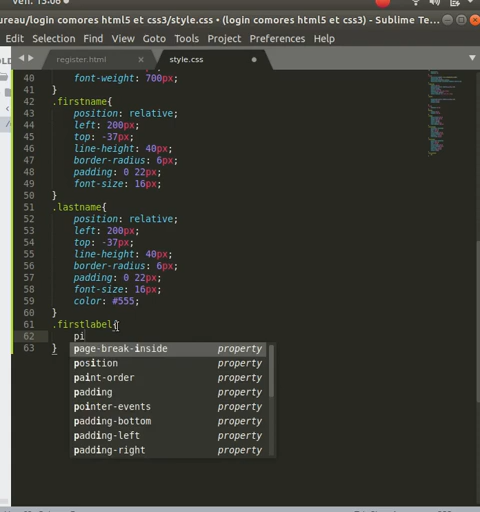 ven. 13:06
ureau/login comores html5 et css3/style.css • (login comores html5 et css3) - Sublime Te...
Edit Selection Find View Goto Tools Project Preferences Help
register.html × style.css
40 font-weight: 700px;
41 }
42 .firstname{
43 position: relative;
44 left: 200px;
45 top: -37px;
46 line-height: 40px;
47 border-radius: 6px;
48 padding: 0 22px;
49 font-size: 16px;
50 }
51 .lastname{
52 position: relative;
53 left: 200px;
54 top: -37px;
55 line-height: 40px;
56 border-radius: 6px;
57 padding: 0 22px;
58 font-size: 16px;
59 color: #555;
60 }
61 .firstlabel{
62 pi
63 }
page-break-inside property
position property
paint-order property
padding property
pointer-events property
padding-bottom property
padding-left property
padding-right property